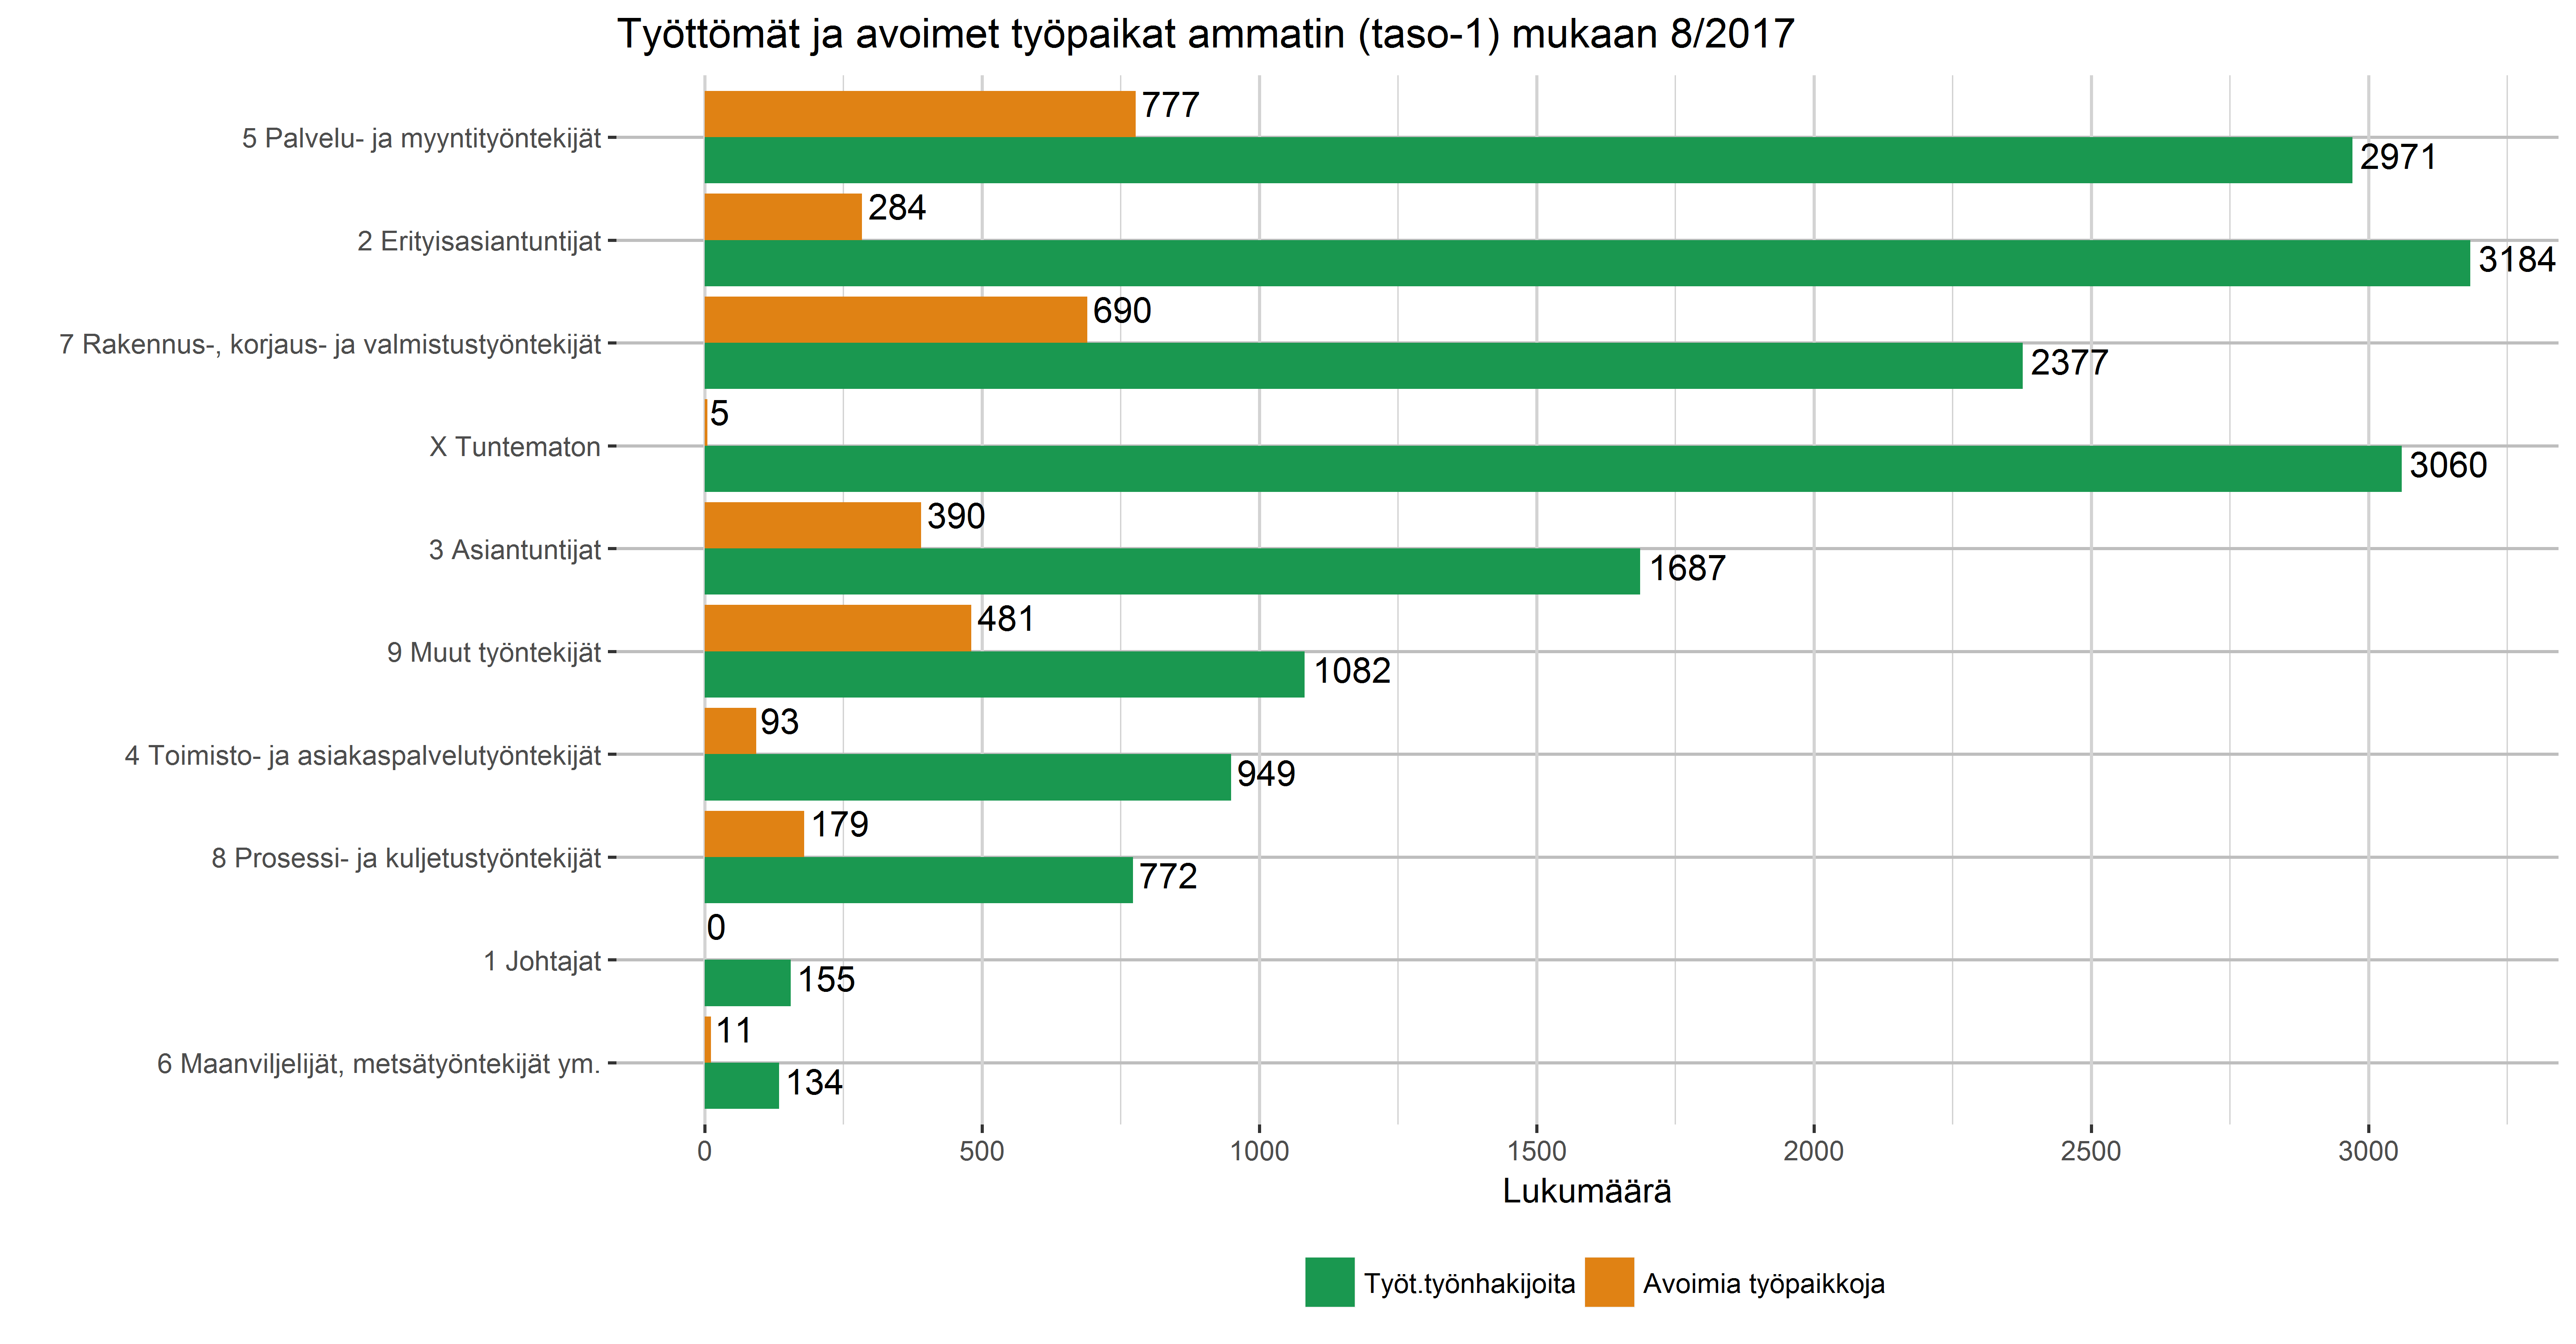 Työttömät ja avoimet työpaikat ammatin (taso-1) mukaan 8/2017
777
5 Palvelu- ja myyntityöntekijät
2971
284
2 Erityisasiantuntijat
3184
690
7 Rakennus-, korjaus- ja valmistustyöntekijät
2377
5
X Tuntematon
3060
390
3 Asiantuntijat
1687
481
9 Muut työntekijät
1082
93
4 Toimisto- ja asiakaspalvelutyöntekijät
949
179
8 Prosessi- ja kuljetustyöntekijät
772
0
1 Johtajat
155
11
6 Maanviljelijät, metsätyöntekijät ym.
134
0 500 1000 1500 2000 2500 3000
Lukumäärä
Työt.työnhakijoita Avoimia työpaikkoja